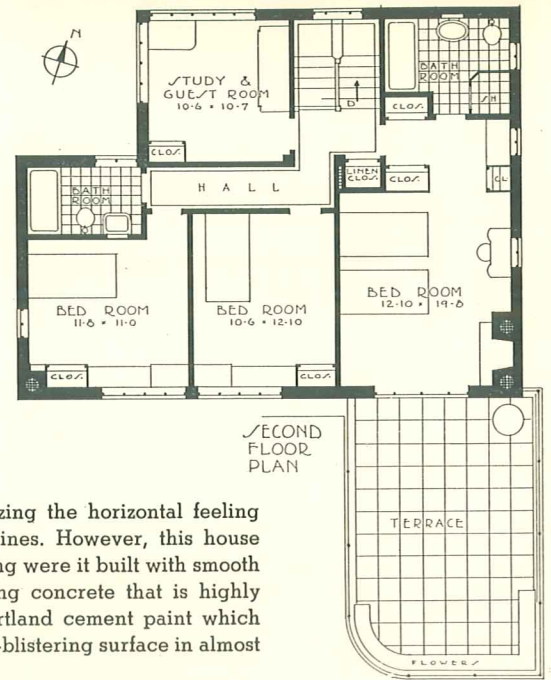 N
STUDY &
GUEST ROOM
10-6 • 10-7
CLOS.
D
BATH
ROOM
SH
CLOS.
BATH
ROOM
HALL
LINEN
CLOS.
CLOS.
CL
BED ROOM
11-8 • 11-0
BED ROOM
10-6 • 12-10
BED ROOM
12-10 • 19-8
CLOS.
CLOS.
SECOND
FLOOR
PLAN
TERRACE
FLOWERS
zing the horizontal feeling
ines. However, this house
ng were it built with smooth
ng concrete that is highly
rtland cement paint which
-blistering surface in almost